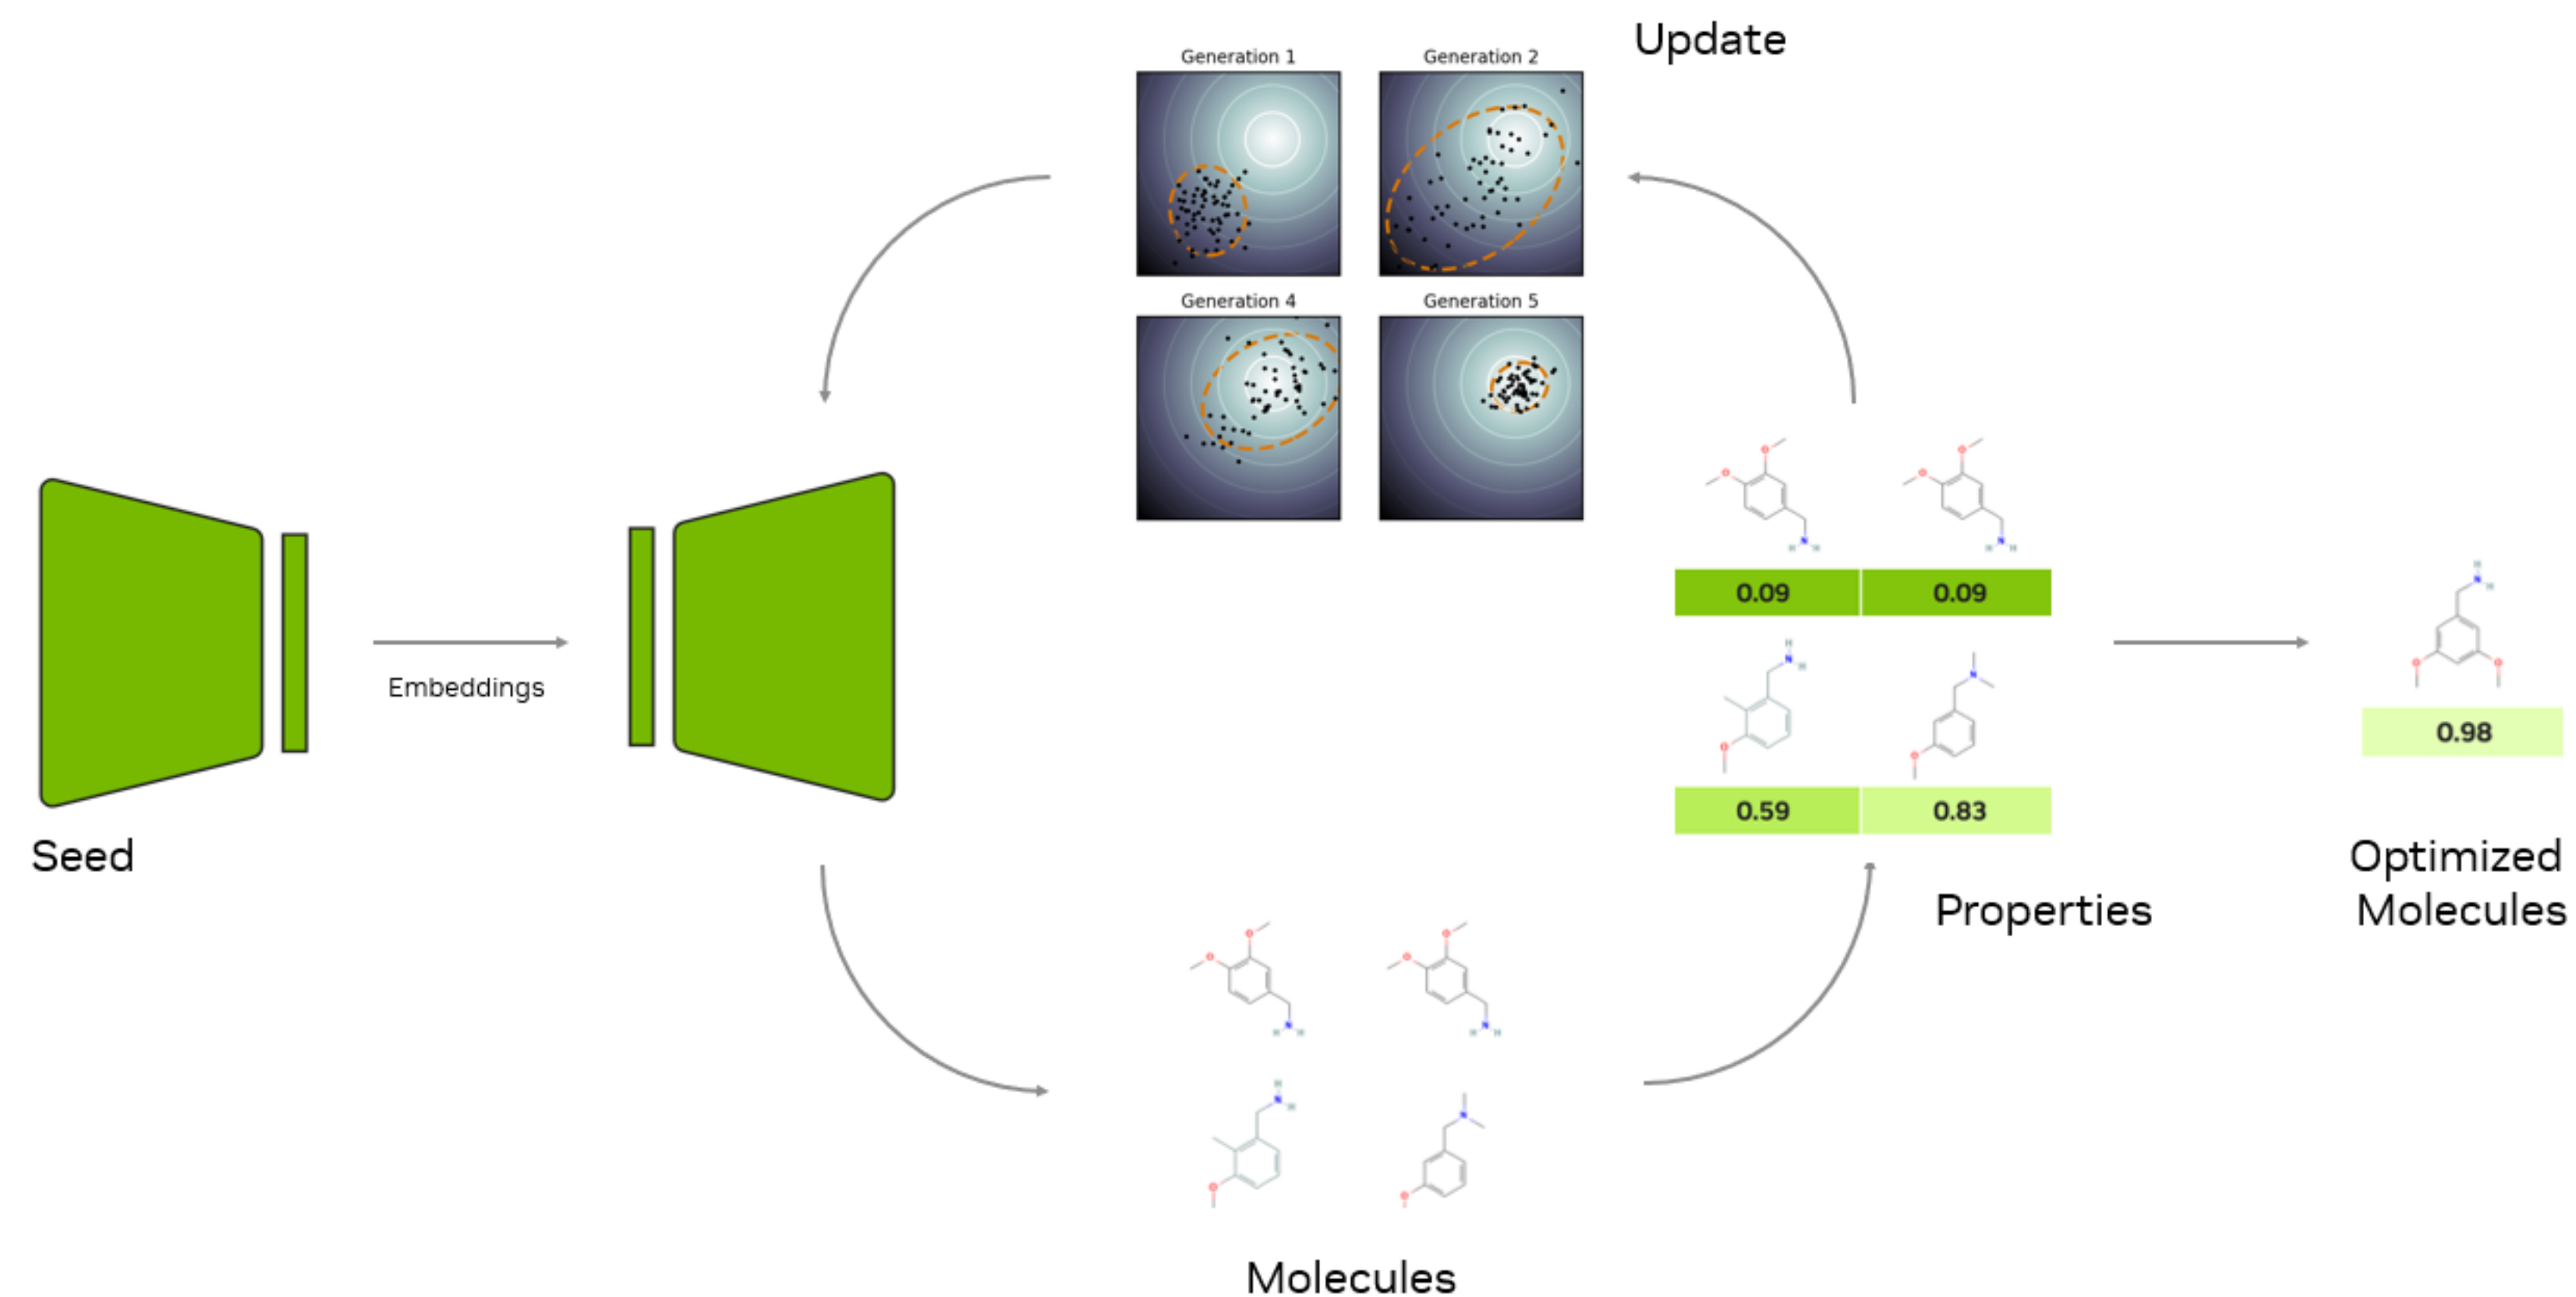 Update
Generation 1
Generation 2
Generation 4
Generation 5
Embeddings
Seed
O
O
N
H H
O
O
N
H H
0.09 0.09
H
N
H
O
N
O
0.59 0.83
Properties
H
N
H
O
O
0.98
Optimized
Molecules
O
O
N
H H
O
O
N
H H
H
N
H
O
N
O
Molecules